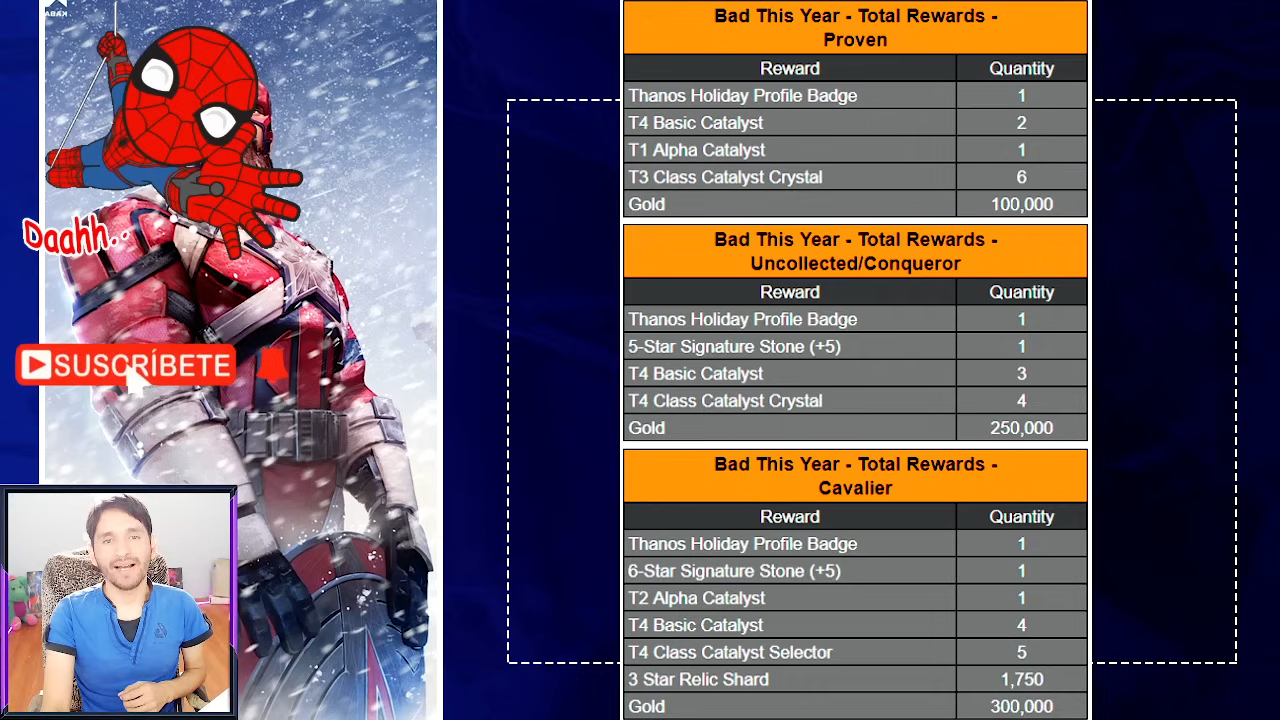 Daahh..
SUSCRÍBETE
Bad This Year - Total Rewards -
Proven
Reward Quantity
Thanos Holiday Profile Badge 1
T4 Basic Catalyst 2
T1 Alpha Catalyst 1
T3 Class Catalyst Crystal 6
Gold 100,000
Bad This Year - Total Rewards -
Uncollected/Conqueror
Reward Quantity
Thanos Holiday Profile Badge 1
5-Star Signature Stone (+5) 1
T4 Basic Catalyst 3
T4 Class Catalyst Crystal 4
Gold 250,000
Bad This Year - Total Rewards -
Cavalier
Reward Quantity
Thanos Holiday Profile Badge 1
6-Star Signature Stone (+5) 1
T2 Alpha Catalyst 1
T4 Basic Catalyst 4
T4 Class Catalyst Selector 5
3 Star Relic Shard 1,750
Gold 300,000